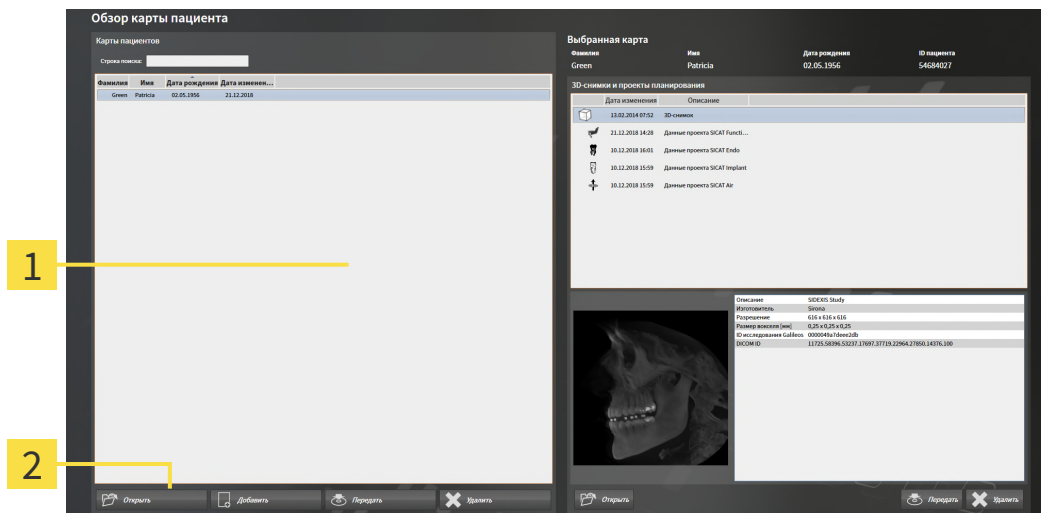 Обзор карты пациента
Карты пациентов
Строка поиска:
Фамилия Имя Дата рождения Дата изменен...
Green Patricia 02.05.1956 21.12.2018
1
2
Открыть Добавить Передать Удалить
Выбранная карта
Фамилия Имя Дата рождения ID пациента
Green Patricia 02.05.1956 54684027
3D-снимки и проекты планирования
Дата изменения Описание
13.02.2014 07:52 3D-снимок
21.12.2018 14:28 Данные проекта SICAT Functi...
10.12.2018 16:01 Данные проекта SICAT Endo
10.12.2018 15:59 Данные проекта SICAT Implant
10.12.2018 15:59 Данные проекта SICAT Air
Описание SIDEXIS Study
Изготовитель Sirona
Разрешение 616 x 616 x 616
Размер вокселя [мм] 0,25 x 0,25 x 0,25
ID исследования Galileos 0000049a7deee2db
DICOM ID 11725.58396.53237.17697.37719.22964.27850.14376.100
Открыть Передать Удалить